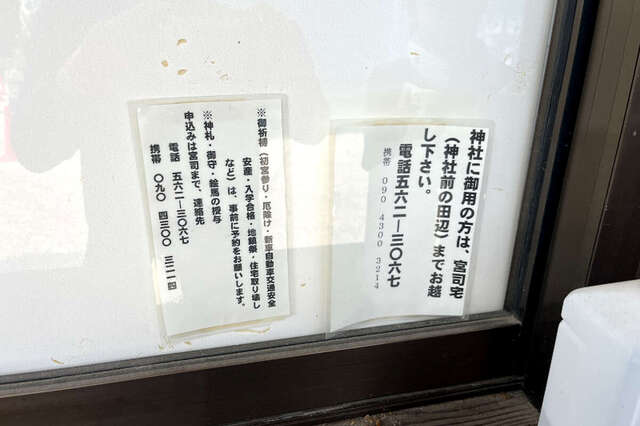 神社に御用の方は、宮司宅
(神社前の田辺)までお越
し下さい。
電話五六二ー三〇六七
携帯 090 4300 3214
※御祈祷(初宮参り・厄除け・新車自動車交通安全
安産・入学合格・地鎮祭・住宅取り壊し
など)は、事前に予約をお願いします。
※神札・御守・絵馬の授与
申込みは宮司まで、連絡先
電話 五六二ー三〇六七
携帯 〇九〇 四三〇〇 三二一四